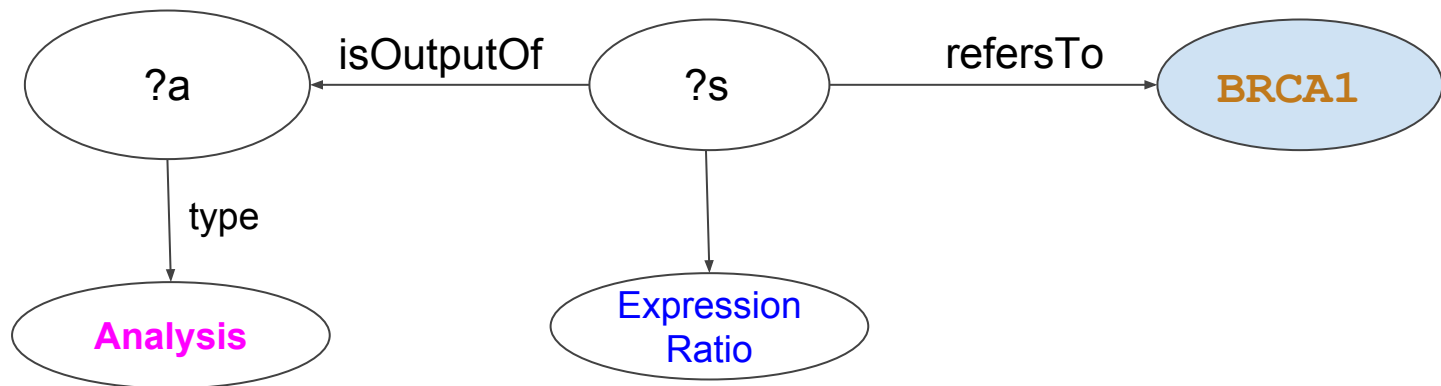 ?a
isOutputOf
?s
refersTo
BRCA1
type
Analysis
Expression
Ratio